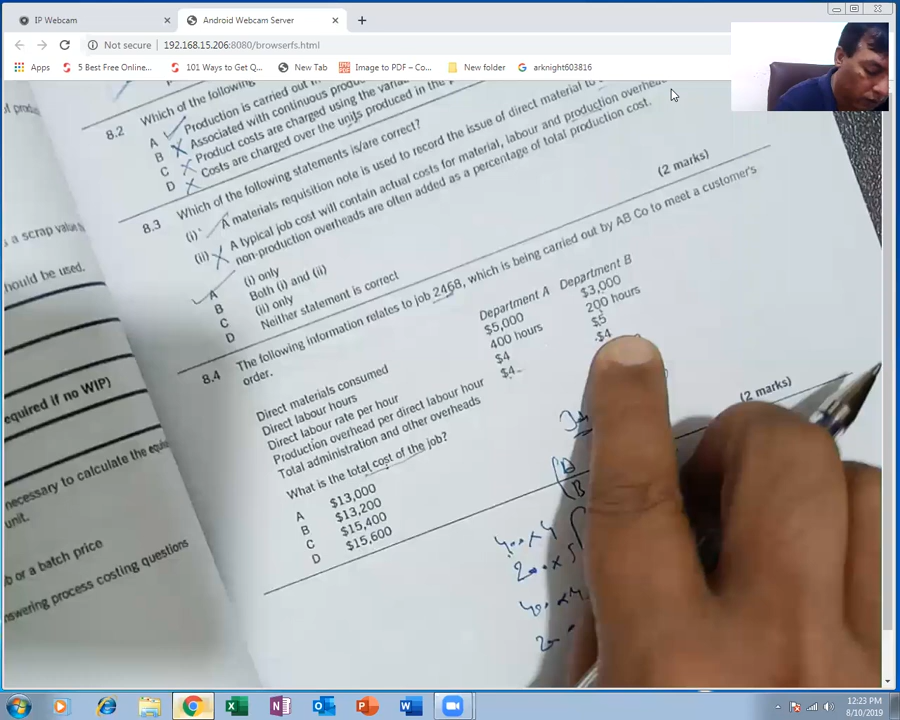 IP Webcam
Android Webcam Server
Not secure 192.168.15.206:8080/browserfs.html
Apps 5 Best Free Online... 101 Ways to Get Q... New Tab Image to PDF – Co... New folder arknight603816
8.2 Which of the following
A Production is carried out
B Associated with continuous
C Product costs are charged using the
D Costs are charged over the units produced in the
8.3 Which of the following statements is/are correct?
(i) A materials requisition note is used to record the issue of direct material to
(ii) A typical job cost will contain actual costs for material, labour and production
non-production overheads are often added as a percentage of total production cost.
A (i) only
B Both (i) and (ii)
C (ii) only
D Neither statement is correct
(2 marks)
8.4 The following information relates to job 2468, which is being carried out by AB Co to meet a customer's
order.
Department A Department B
Direct materials consumed $5,000 $3,000
Direct labour hours 400 hours 200 hours
Direct labour rate per hour $4 $5
Production overhead per direct labour hour $4 $4
Total administration and other overheads
What is the total cost of the job?
A $13,000
B $13,200
C $15,400
D $15,600
(2 marks)
400 × 4
200 × 5
s a scrap value
hould be used.
equired if no WIP)
necessary to calculate the
unit.
b or a batch price
nswering process costing questions
12:23 PM
8/10/2019